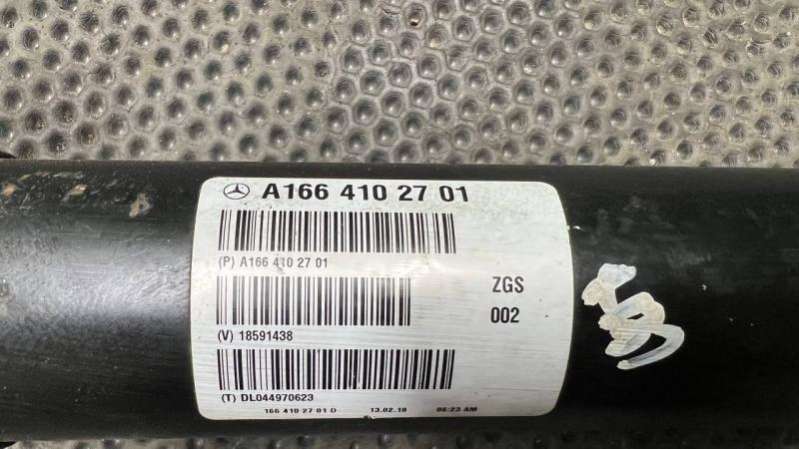 A166 410 27 01
(P) A166 410 27 01
ZGS
002
(V) 18591438
(T) DL044970623
166 410 27 01 D 13.02.18 06:23 AM